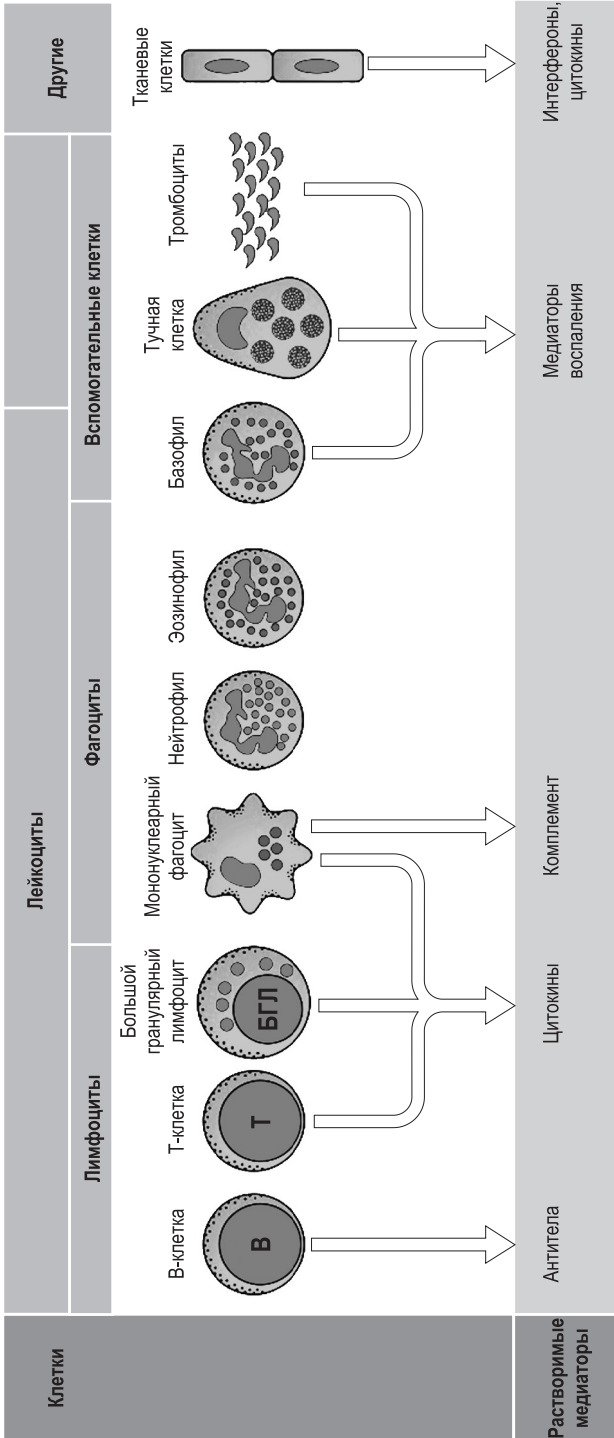 Клетки
Лейкоциты
Другие
Лимфоциты
Фагоциты
Вспомогательные клетки
В-клетка
Т-клетка
Большой
гранулярный
лимфоцит
Мононуклеарный
фагоцит
Нейтрофил
Эозинофил
Базофил
Тучная
клетка
Тромбоциты
Тканевые
клетки
В
Т
БГЛ
Растворимые
медиаторы
Антитела
Цитокины
Комплемент
Медиаторы
воспаления
Интерфероны,
цитокины